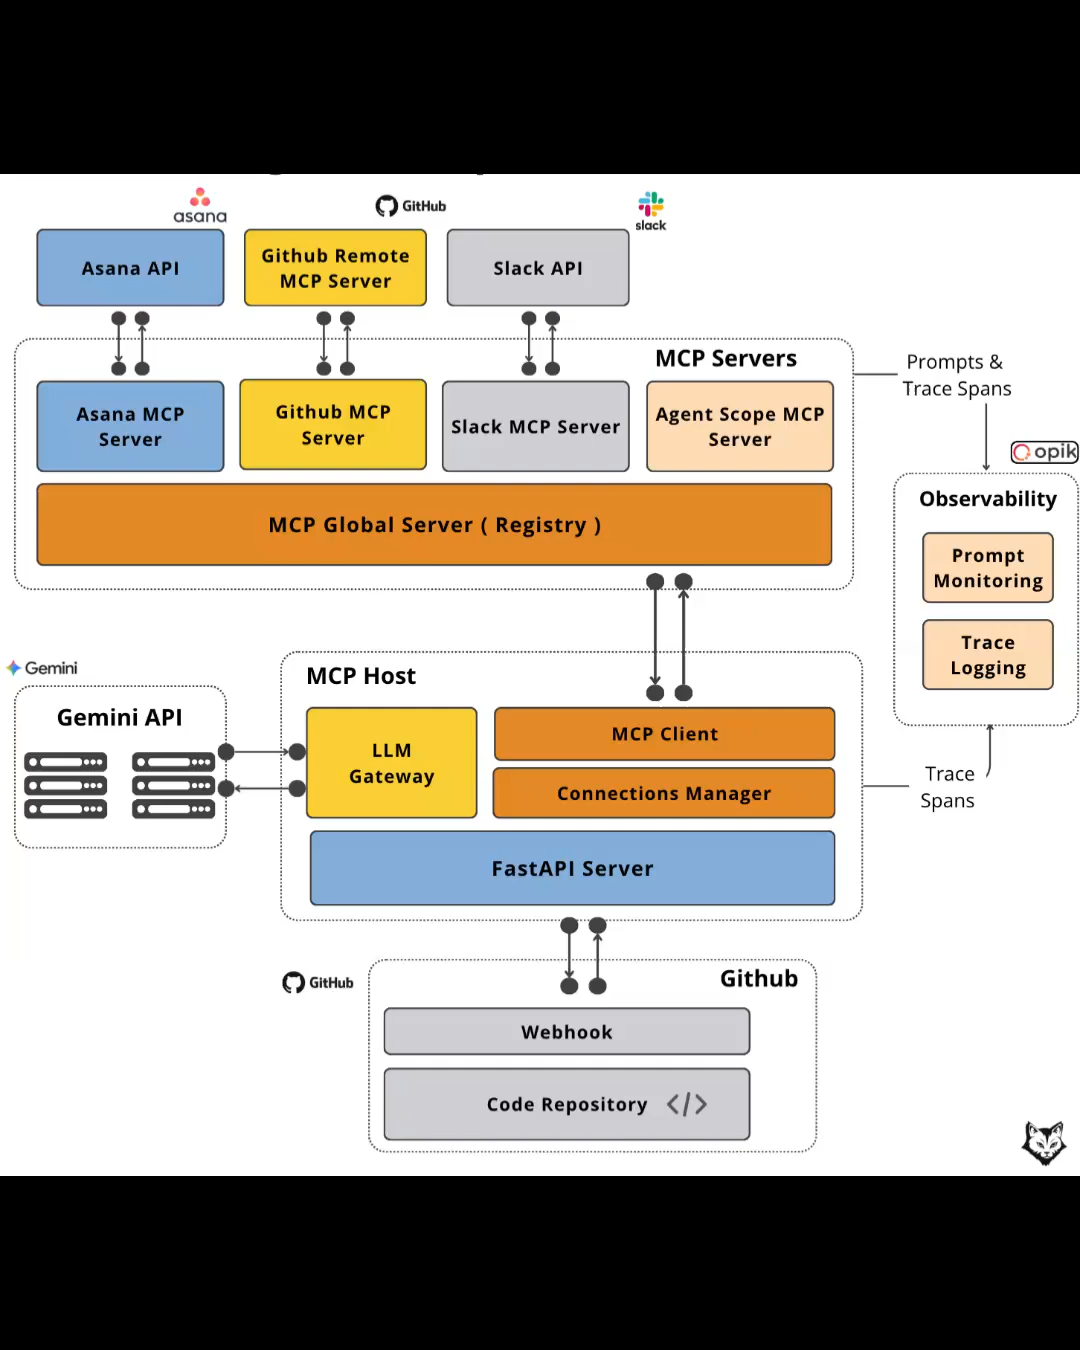 asana
GitHub
slack
Asana API
Github Remote
MCP Server
Slack API
MCP Servers
Prompts &
Trace Spans
Asana MCP
Server
Github MCP
Server
Slack MCP Server
Agent Scope MCP
Server
opik
MCP Global Server ( Registry )
Observability
Prompt
Monitoring
Trace
Logging
Gemini
Gemini API
MCP Host
LLM
Gateway
MCP Client
Connections Manager
FastAPI Server
Trace
Spans
GitHub
Github
Webhook
Code Repository </>